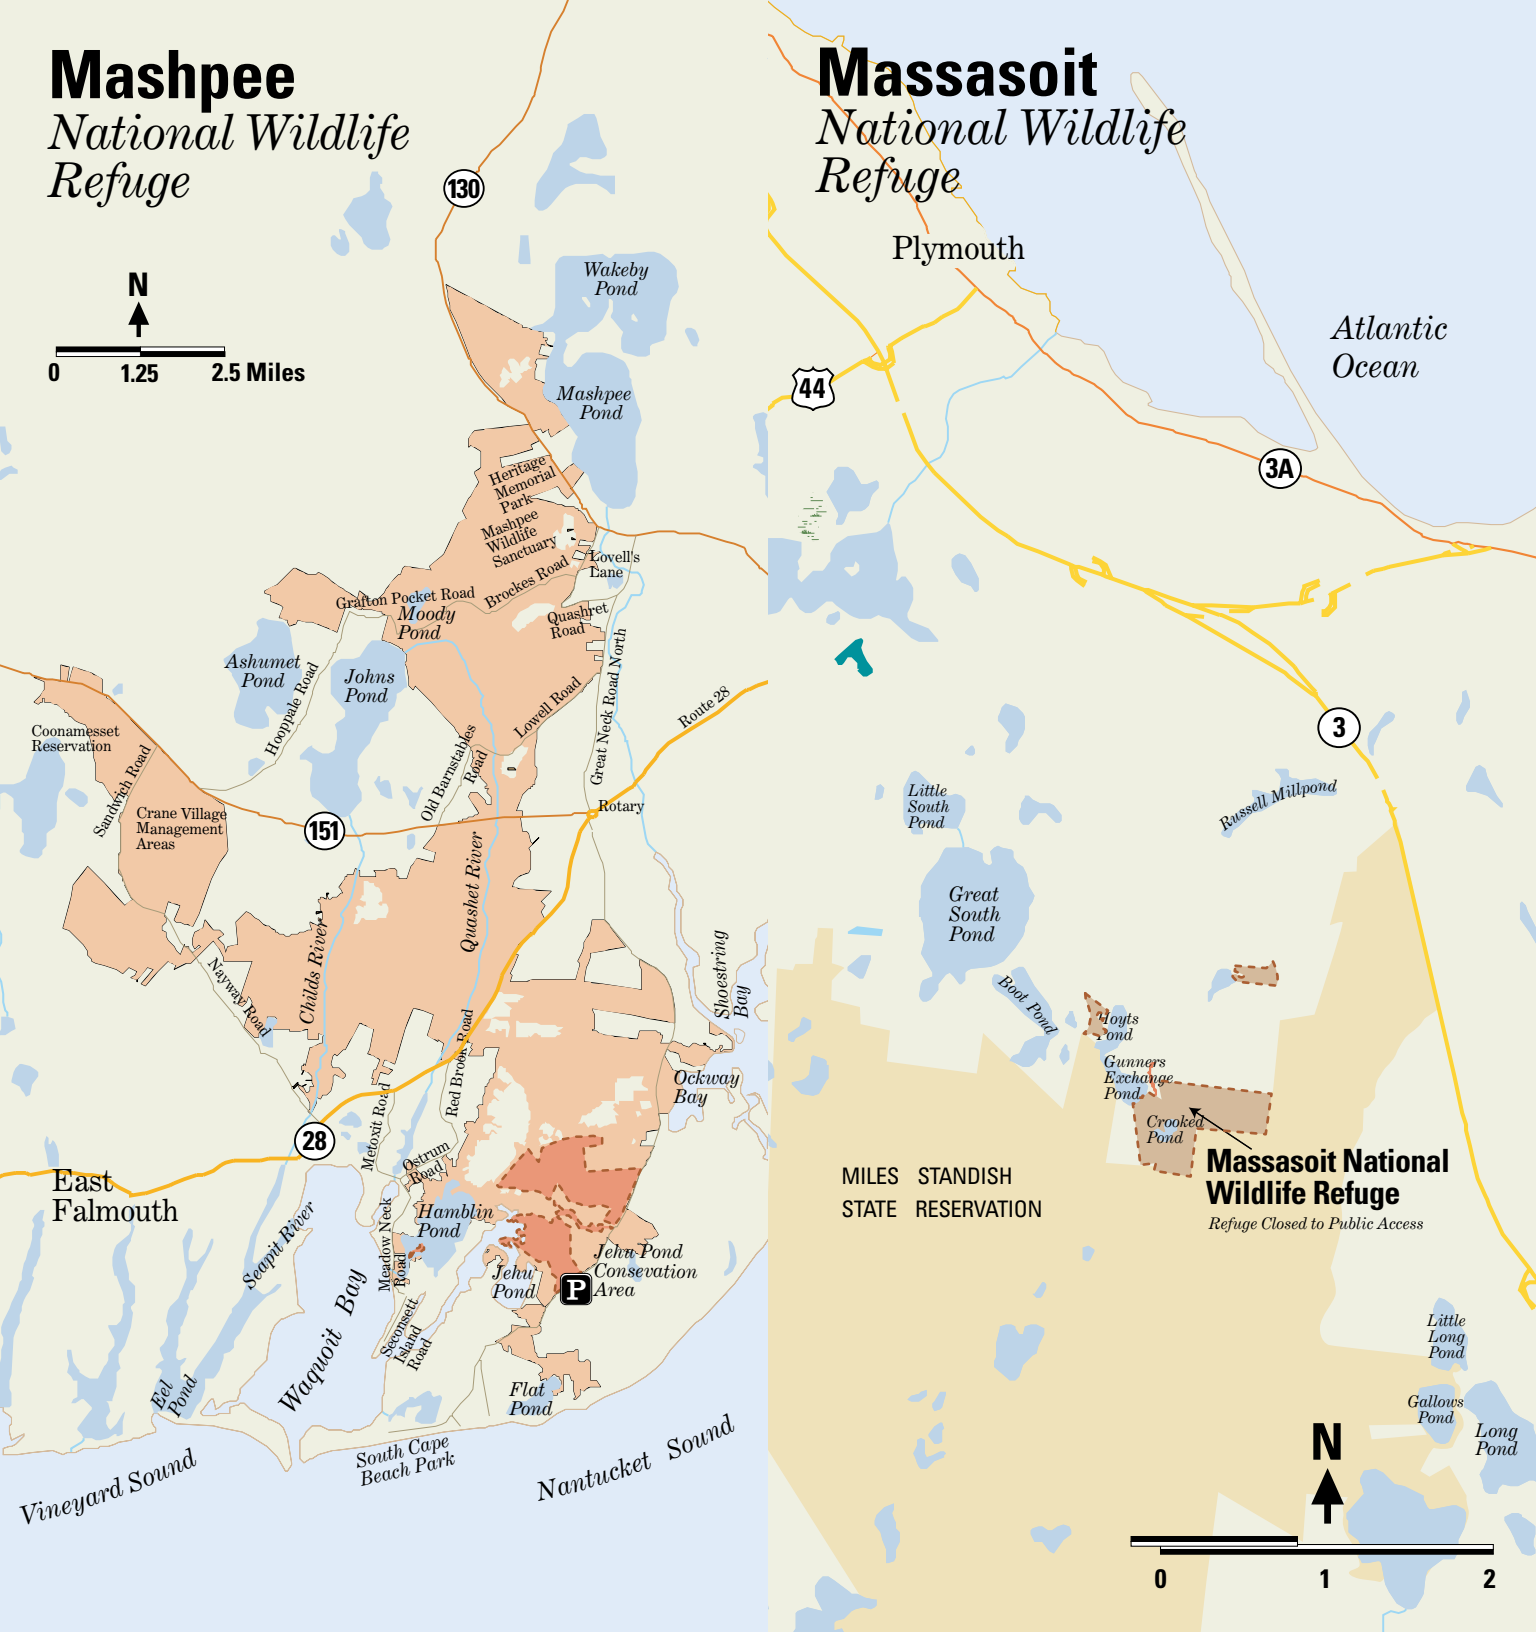 Mashpee
National Wildlife
Refuge
130
N
0
1.25
2.5 Miles
Wakeby
Pond
Mashpee
Pond
Heritage
Memorial
Park
Mashpee
Wildlife
Sanctuary
Lovell's
Lane
Brockes Road
Grafton Pocket Road
Moody
Pond
Quashret
Road
Ashumet
Pond
Johns
Pond
Hooppale Road
Great Neck Road North
Lowell Road
Route 28
Coonamesset
Reservation
Sandwich Road
Old Barnstables
Road
Rotary
Crane Village
Management
Areas
151
Quashet River
Childs River
Nayway Road
Shoestring
Bay
Red Brook Road
Ockway
Bay
Metoxit Road
28
Ostrum
Road
East
Falmouth
Hamblin
Pond
Seapit River
Meadow Neck
Road
Jehu Pond
Consevation
Area
Jehu
Pond
P
Waquoit Bay
Seconsett
Island
Road
Eel
Pond
Flat
Pond
South Cape
Beach Park
Vineyard Sound
Nantucket Sound
Massasoit
National Wildlife
Refuge
Plymouth
Atlantic
Ocean
44
3A
3
Little
South
Pond
Russell Millpond
Great
South
Pond
Boot Pond
Hoyts
Pond
Gunners
Exchange
Pond
Crooked
Pond
Massasoit National
Wildlife Refuge
Refuge Closed to Public Access
MILES STANDISH
STATE RESERVATION
Little
Long
Pond
Gallows
Pond
Long
Pond
N
0
1
2